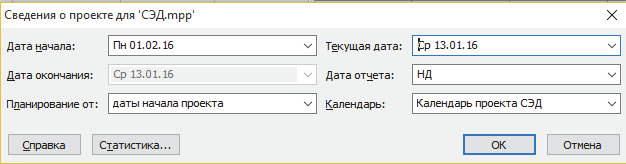 Сведения о проекте для 'СЭД.mpp'
Дата начала: Пн 01.02.16 Текущая дата: Ср 13.01.16
Дата окончания: Ср 13.01.16 Дата отчета: НД
Планирование от: даты начала проекта Календарь: Календарь проекта СЭД
Справка Статистика... ОК Отмена